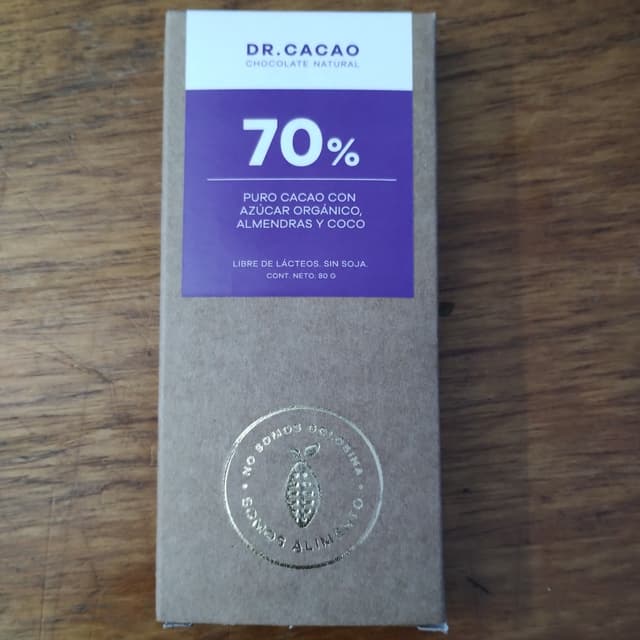 DR.CACAO
CHOCOLATE NATURAL
70%
PURO CACAO CON
AZÚCAR ORGÁNICO,
ALMENDRAS Y COCO
LIBRE DE LÁCTEOS. SIN SOJA.
CONT. NETO: 80 G
• NO SOMOS GOLOSINA •
SOMOS ALIMENTO